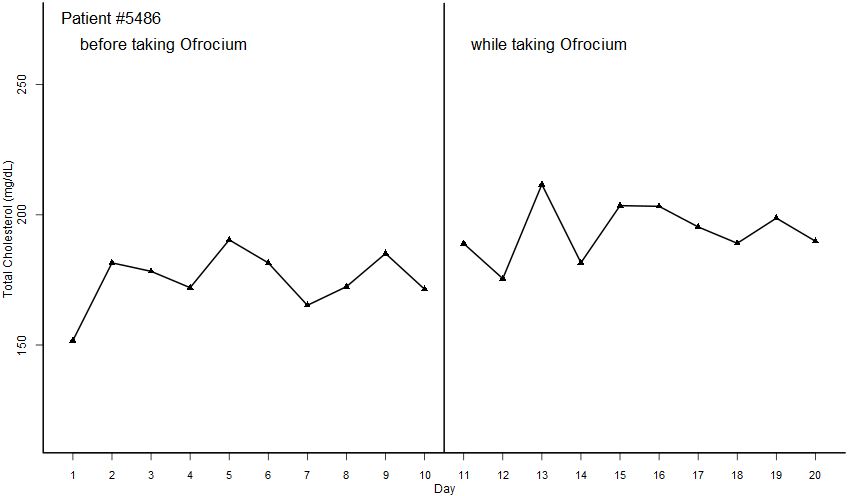 Patient #5486
before taking Ofrocium
while taking Ofrocium
Total Cholesterol (mg/dL)
250
200
150
1 2 3 4 5 6 7 8 9 10 11 12 13 14 15 16 17 18 19 20
Day